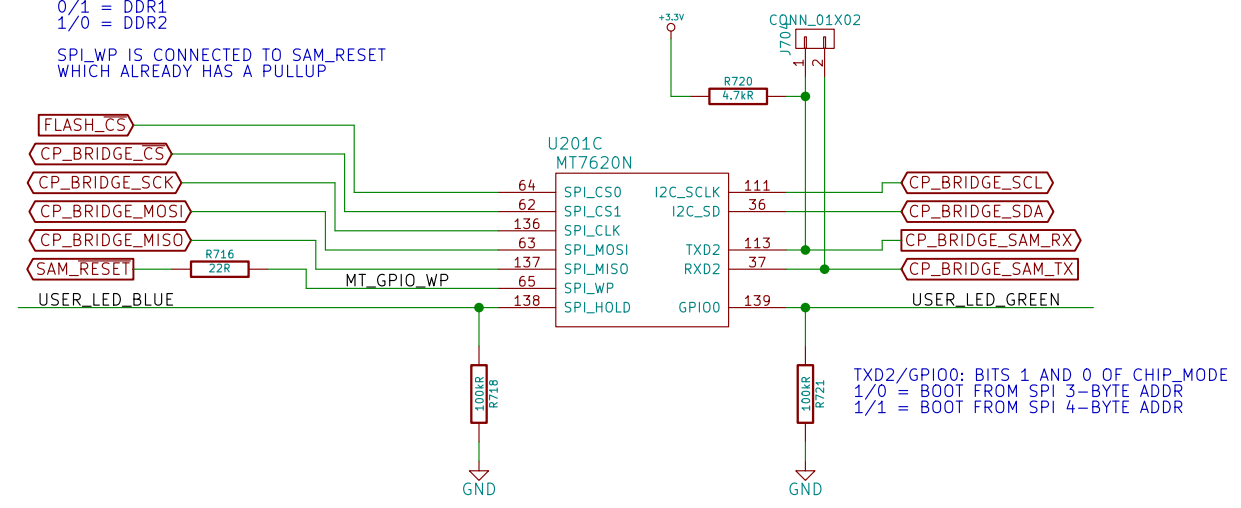 0/1 = DDR1
1/0 = DDR2
SPI_WP IS CONNECTED TO SAM_RESET
WHICH ALREADY HAS A PULLUP
+3.3V
CONN_01X02
J704
1
2
R720
4.7kR
FLASH_CS
CP_BRIDGE_CS
CP_BRIDGE_SCK
CP_BRIDGE_MOSI
CP_BRIDGE_MISO
SAM_RESET
R716
22R
MT_GPIO_WP
USER_LED_BLUE
U201C
MT7620N
64 SPI_CS0
62 SPI_CS1
136 SPI_CLK
63 SPI_MOSI
137 SPI_MISO
65 SPI_WP
138 SPI_HOLD
I2C_SCLK 111
I2C_SD 36
TXD2 113
RXD2 37
GPIO0 139
CP_BRIDGE_SCL
CP_BRIDGE_SDA
CP_BRIDGE_SAM_RX
CP_BRIDGE_SAM_TX
USER_LED_GREEN
100kR
R718
GND
100kR
R721
GND
TXD2/GPIO0: BITS 1 AND 0 OF CHIP_MODE
1/0 = BOOT FROM SPI 3-BYTE ADDR
1/1 = BOOT FROM SPI 4-BYTE ADDR